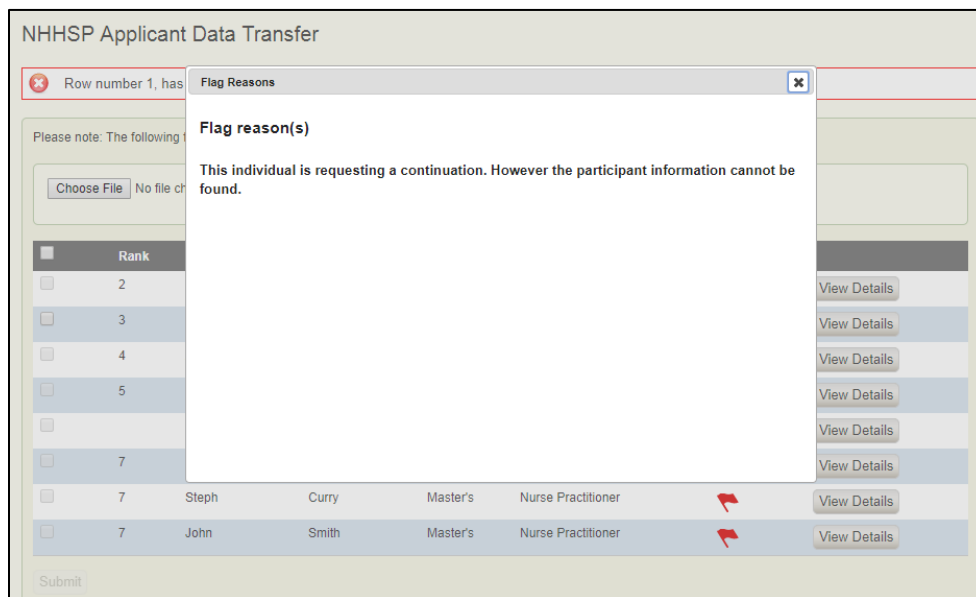 NHHSP Applicant Data Transfer
Row number 1, has
Flag Reasons
Flag reason(s)
This individual is requesting a continuation. However the participant information cannot be
found.
Please note: The following
Choose File No file ch
Rank
2 View Details
3 View Details
4 View Details
5 View Details
View Details
7 View Details
7 Steph Curry Master's Nurse Practitioner View Details
7 John Smith Master's Nurse Practitioner View Details
Submit